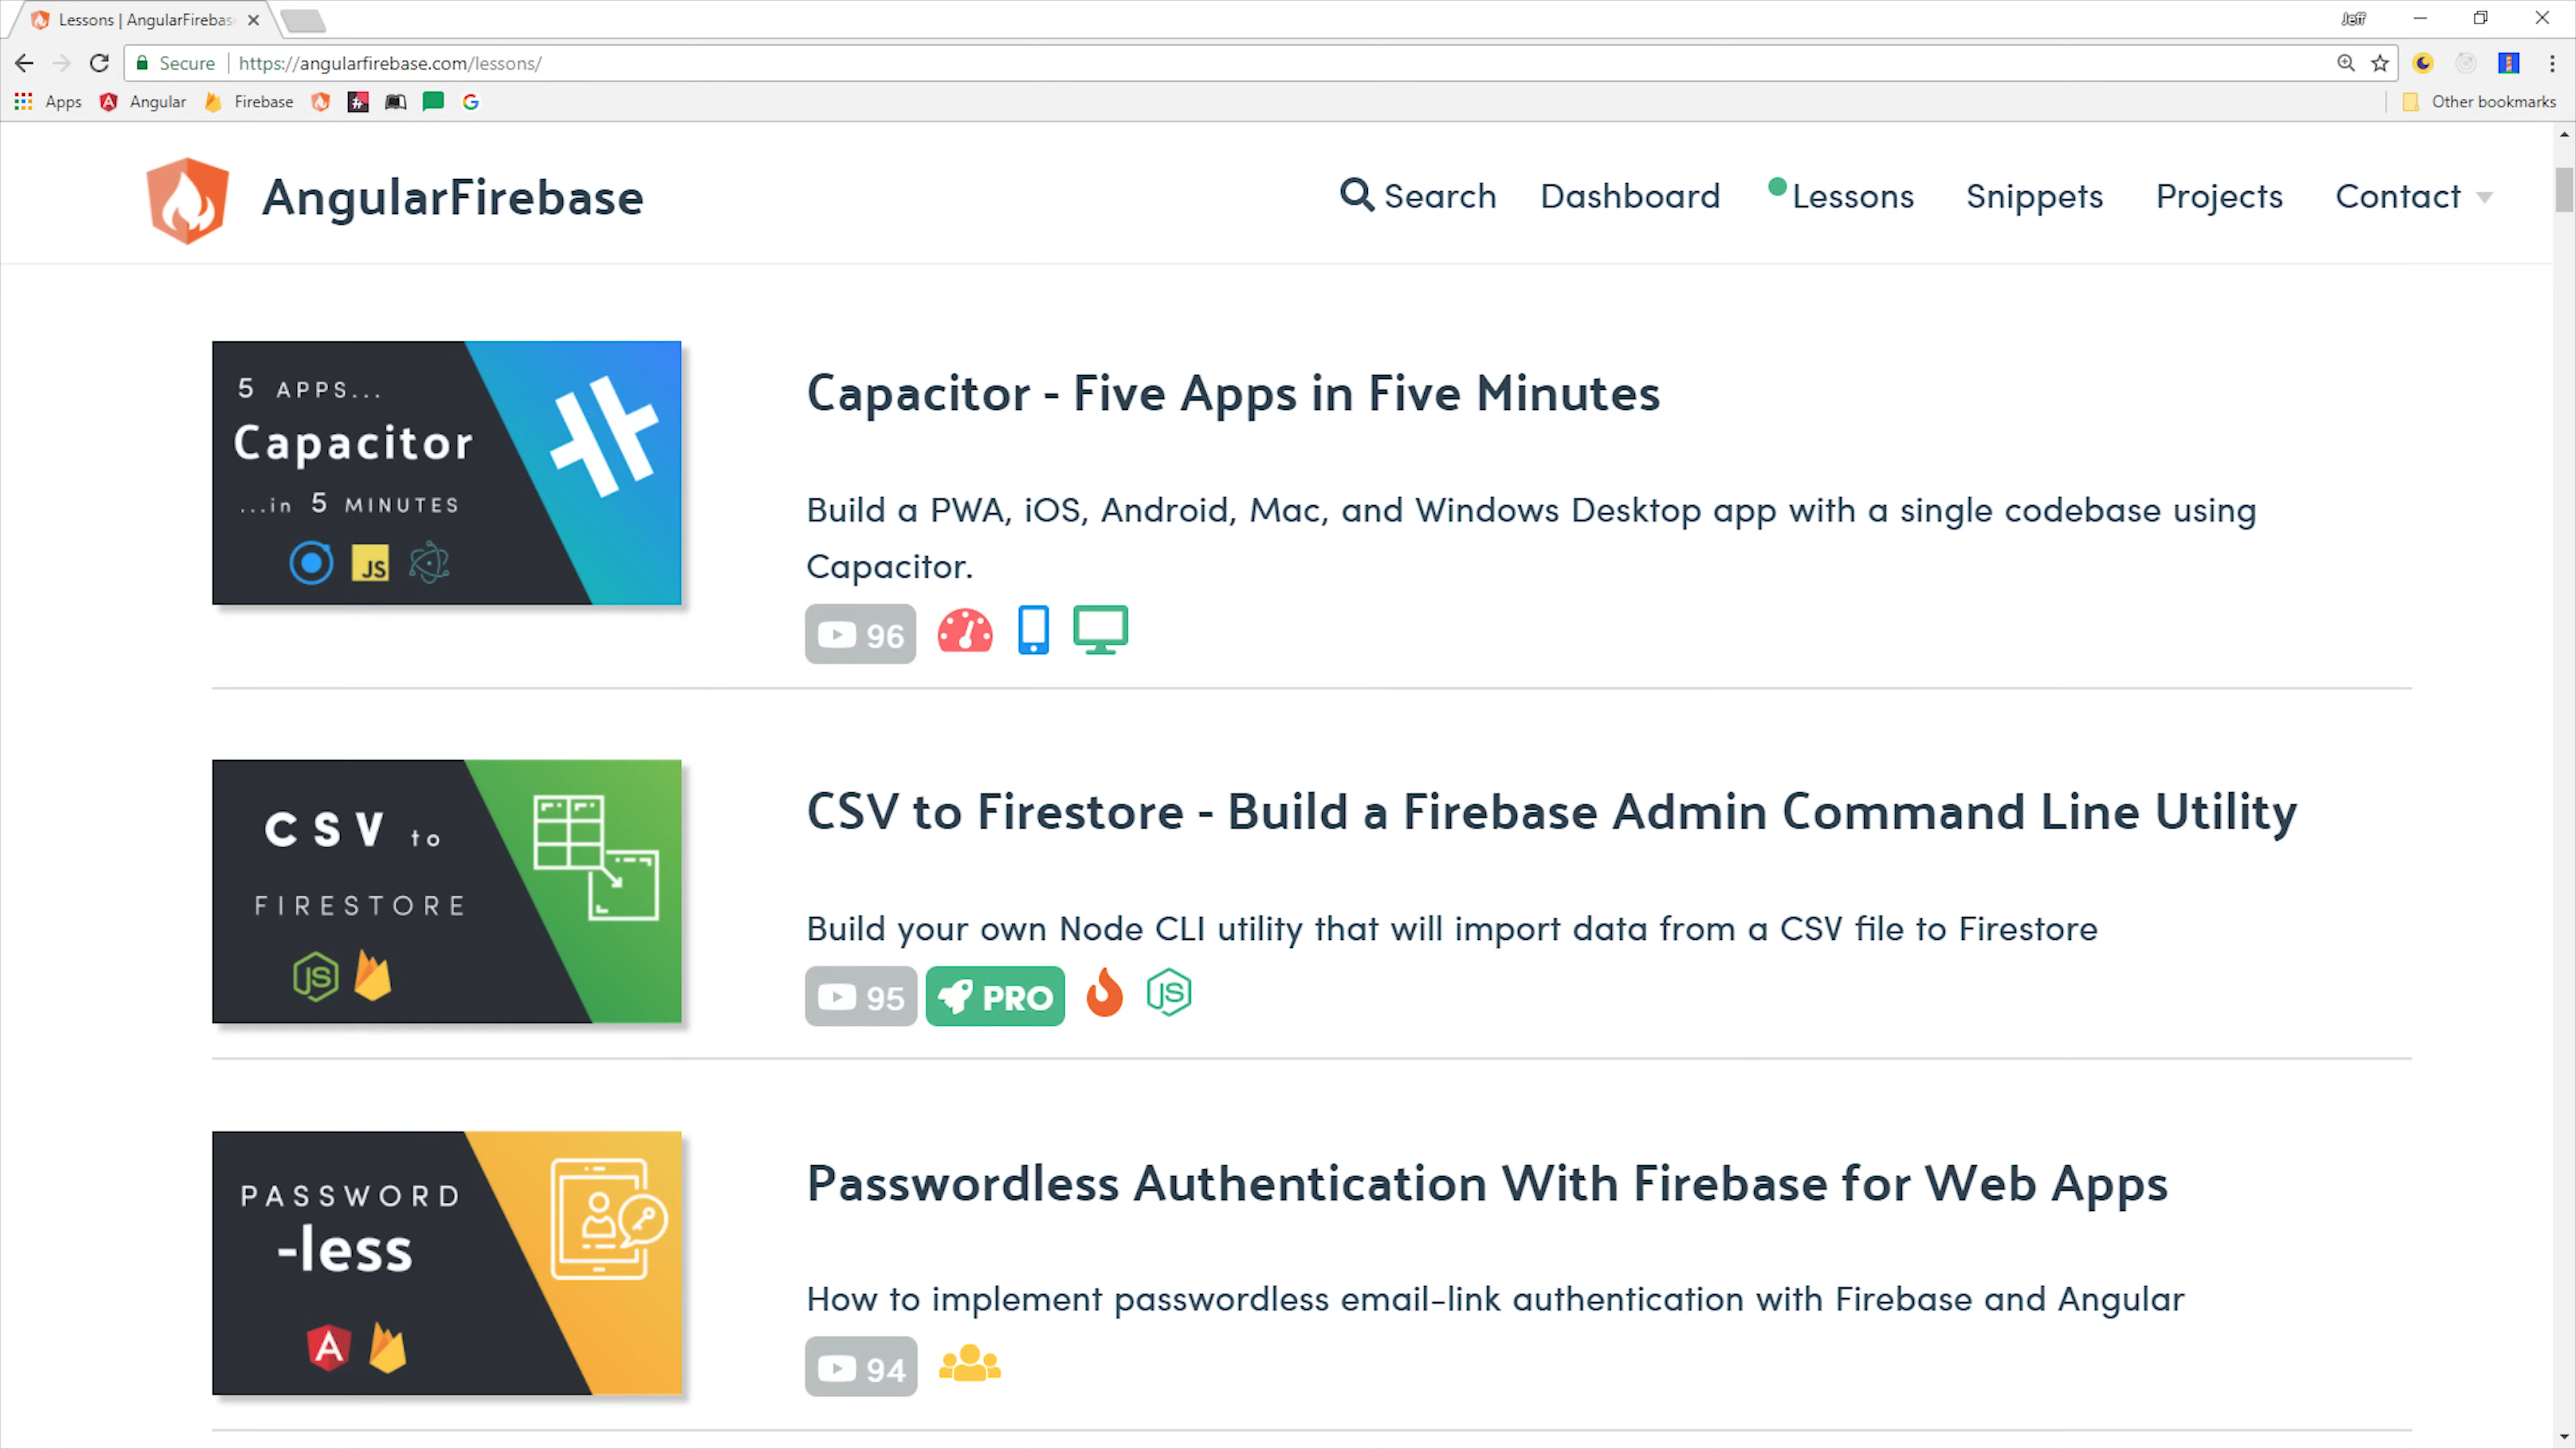 Lessons | AngularFirebas
Jeff
Secure
https://angularfirebase.com/lessons/
Apps
Angular
Firebase
Other bookmarks
AngularFirebase
Search
Dashboard
Lessons
Snippets
Projects
Contact
5 APPS...
Capacitor
...in 5 MINUTES
JS
Capacitor - Five Apps in Five Minutes
Build a PWA, iOS, Android, Mac, and Windows Desktop app with a single codebase using
Capacitor.
96
CSV to
FIRESTORE
JS
CSV to Firestore - Build a Firebase Admin Command Line Utility
Build your own Node CLI utility that will import data from a CSV file to Firestore
95
PRO
JS
PASSWORD
-less
A
Passwordless Authentication With Firebase for Web Apps
How to implement passwordless email-link authentication with Firebase and Angular
94